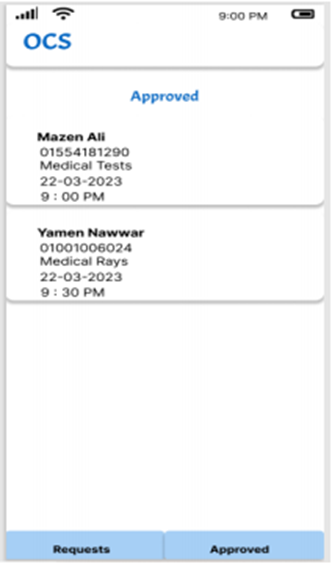 9:00 PM
OCS
Approved
Mazen Ali
01554181290
Medical Tests
22-03-2023
9 : 00 PM
Yamen Nawwar
01001006024
Medical Rays
22-03-2023
9 : 30 PM
Requests Approved